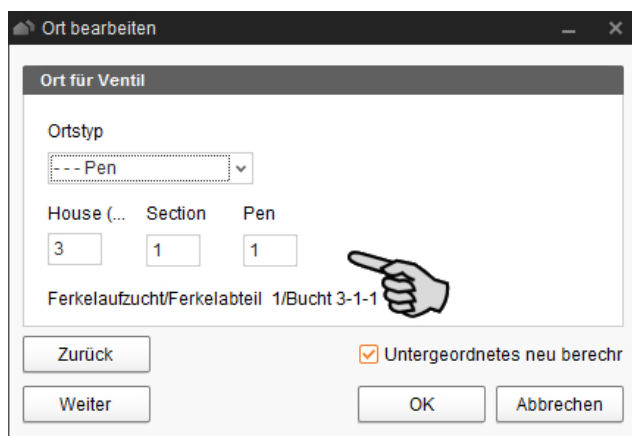 Ort bearbeiten
Ort für Ventil
Ortstyp
--- Pen
House (... Section Pen
3 1 1
Ferkelaufzucht/Ferkelabteil 1/Bucht 3-1-1
Zurück Untergeordnetes neu berechr
Weiter OK Abbrechen